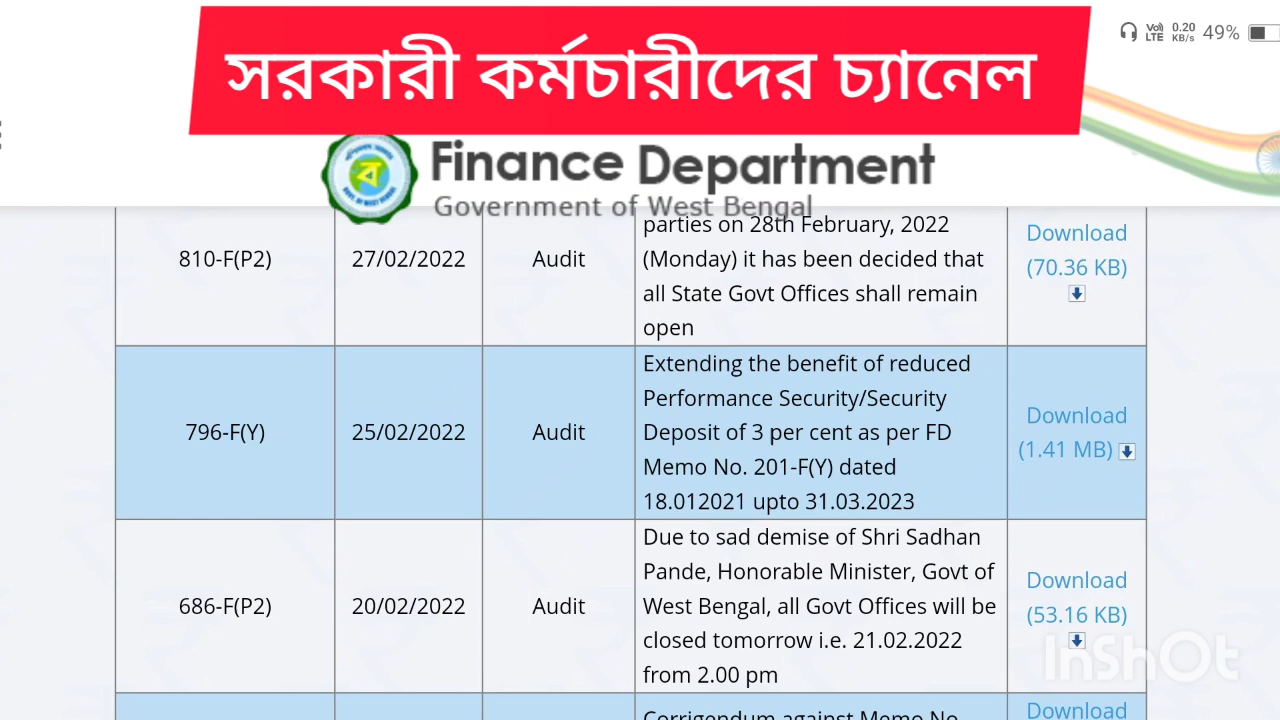 সরকারী কর্মচারীদের চ্যানেল
Vo)) LTE 0.20 KB/s 49%
Finance Department
Government of West Bengal
810-F(P2)
27/02/2022
Audit
parties on 28th February, 2022
(Monday) it has been decided that
all State Govt Offices shall remain
open
Download
(70.36 KB)
796-F(Y)
25/02/2022
Audit
Extending the benefit of reduced
Performance Security/Security
Deposit of 3 per cent as per FD
Memo No. 201-F(Y) dated
18.012021 upto 31.03.2023
Download
(1.41 MB)
686-F(P2)
20/02/2022
Audit
Due to sad demise of Shri Sadhan
Pande, Honorable Minister, Govt of
West Bengal, all Govt Offices will be
closed tomorrow i.e. 21.02.2022
from 2.00 pm
Download
(53.16 KB)
InShOt
Corrigendum against Memo No
Download